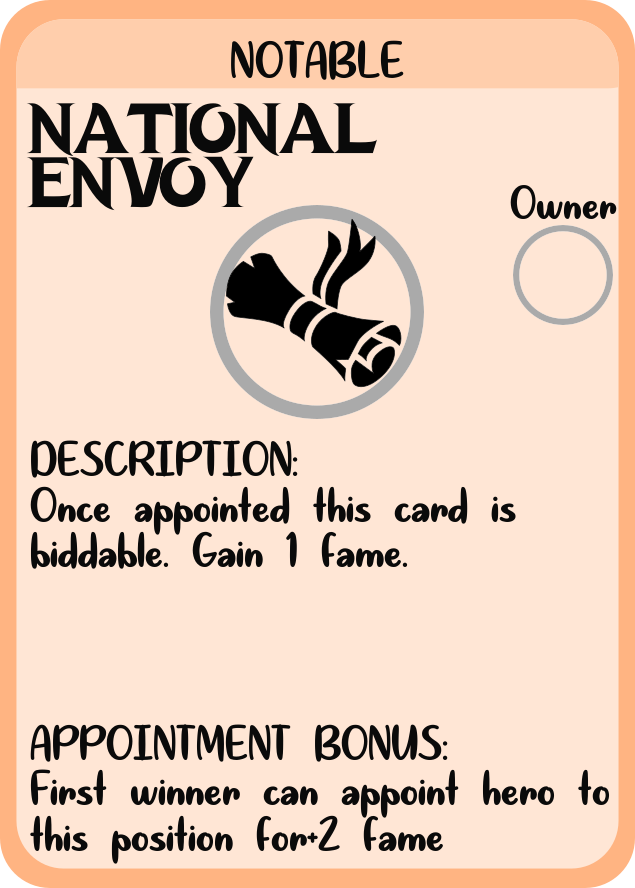 NOTABLE
NATIONAL
ENVOY
Owner
DESCRIPTION:
Once appointed this card is
biddable. Gain 1 fame.
APPOINTMENT BONUS:
First winner can appoint hero to
this position for+2 fame